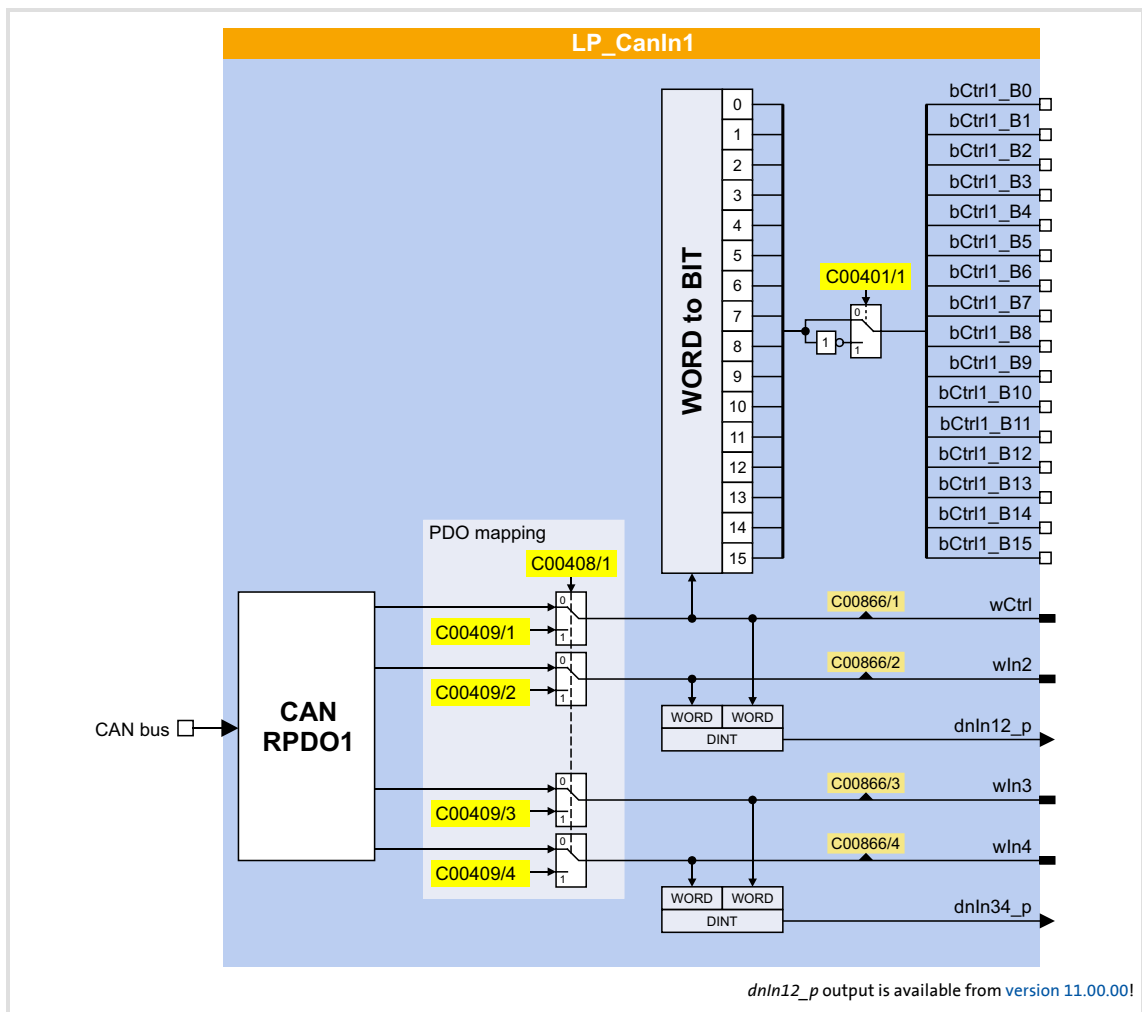 LP_CanIn1
WORD to BIT
0
1
2
3
4
5
6
7
8
9
10
11
12
13
14
15
C00401/1
0
1
1
bCtrl1_B0
bCtrl1_B1
bCtrl1_B2
bCtrl1_B3
bCtrl1_B4
bCtrl1_B5
bCtrl1_B6
bCtrl1_B7
bCtrl1_B8
bCtrl1_B9
bCtrl1_B10
bCtrl1_B11
bCtrl1_B12
bCtrl1_B13
bCtrl1_B14
bCtrl1_B15
PDO mapping
C00408/1
CAN bus
CAN
RPDO1
0
C00409/1
1
0
C00409/2
1
0
C00409/3
1
0
C00409/4
1
C00866/1
wCtrl
C00866/2
wIn2
WORD WORD
DINT
dnIn12_p
C00866/3
wIn3
C00866/4
wIn4
WORD WORD
DINT
dnIn34_p
dnIn12_p output is available from version 11.00.00!